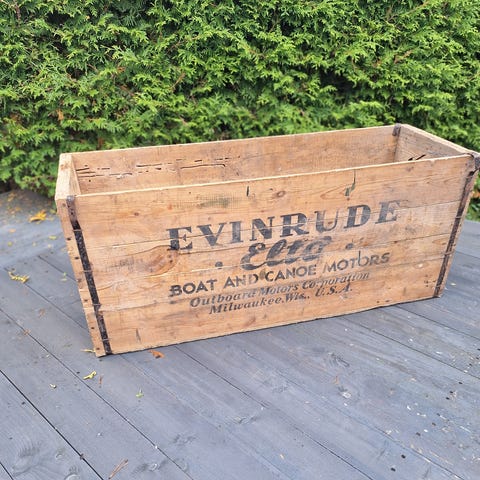 EVINRUDE
· Elto ·
BOAT AND CANOE MOTORS
Outboard Motors Corporation
Milwaukee, Wis., U.S.A.